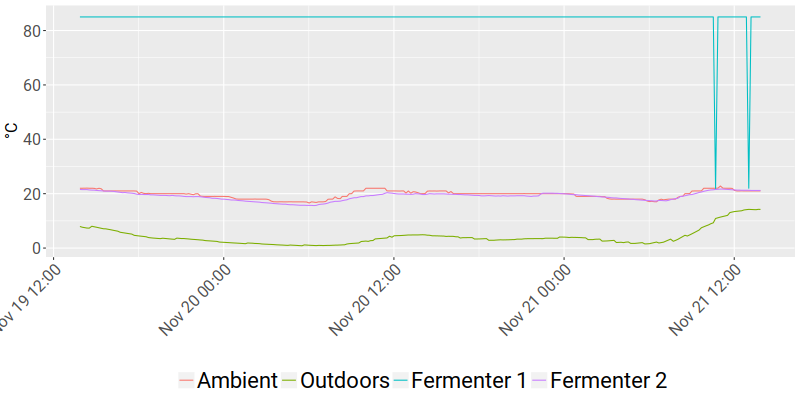 80
60
40
20
0
°C
Nov 19 12:00
Nov 20 00:00
Nov 20 12:00
Nov 21 00:00
Nov 21 12:00
Ambient Outdoors Fermenter 1 Fermenter 2